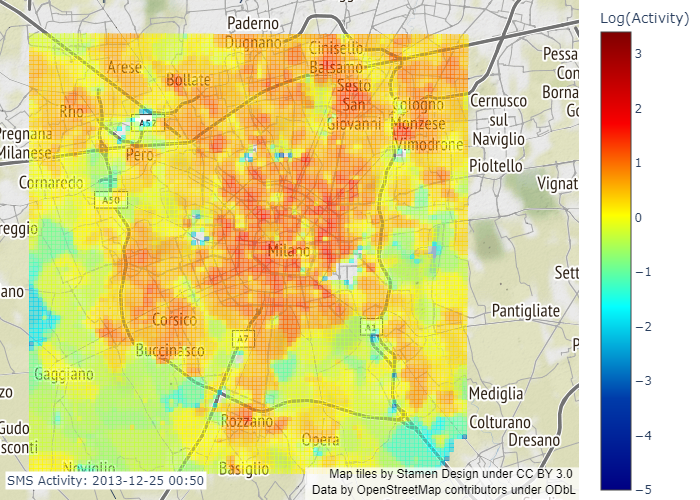 Log(Activity)
3
2
1
0
−1
−2
−3
−4
−5
Paderno
Dugnano
Cinisello
Balsamo
Arese
Bollate
Sesto
San
Giovanni
Rho
Cologno
Monzese
Cernusco
sul
Naviglio
Pessa
Con
Borna
Go
A52
Pregnana
Milanese
Pero
Vimodrone
Pioltello
Cornaredo
Vignat
A50
reggio
Milano
Sett
ano
Pantigliate
Corsico
A7
A1
P
Buccinasco
Gaggiano
zo
Mediglia
Rozzano
Colturano
Gudo
sconti
Opera
Dresano
Noviglio
Basiglio
SMS Activity: 2013-12-25 00:50
Map tiles by Stamen Design under CC BY 3.0
Data by OpenStreetMap contributors under ODbL